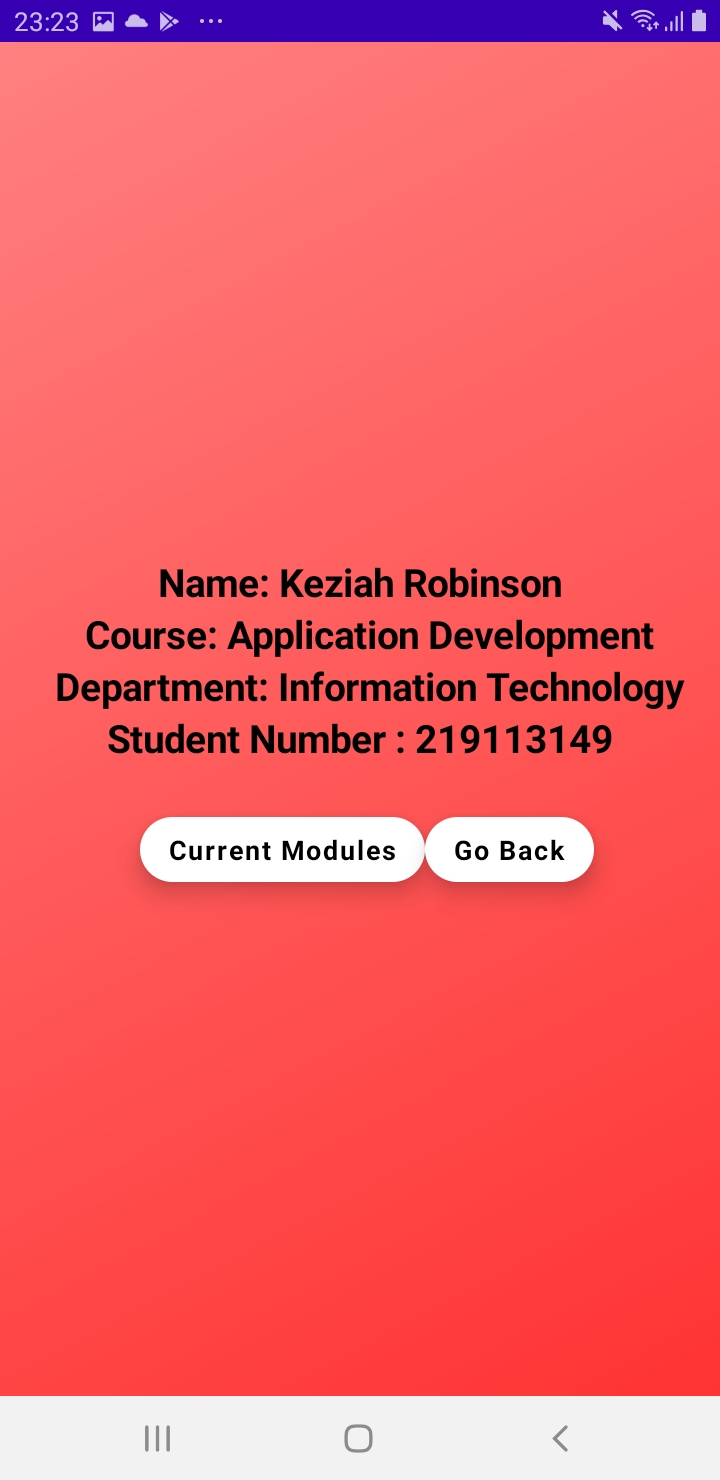 23:23
Name: Keziah Robinson
Course: Application Development
Department: Information Technology
Student Number : 219113149
Current Modules
Go Back